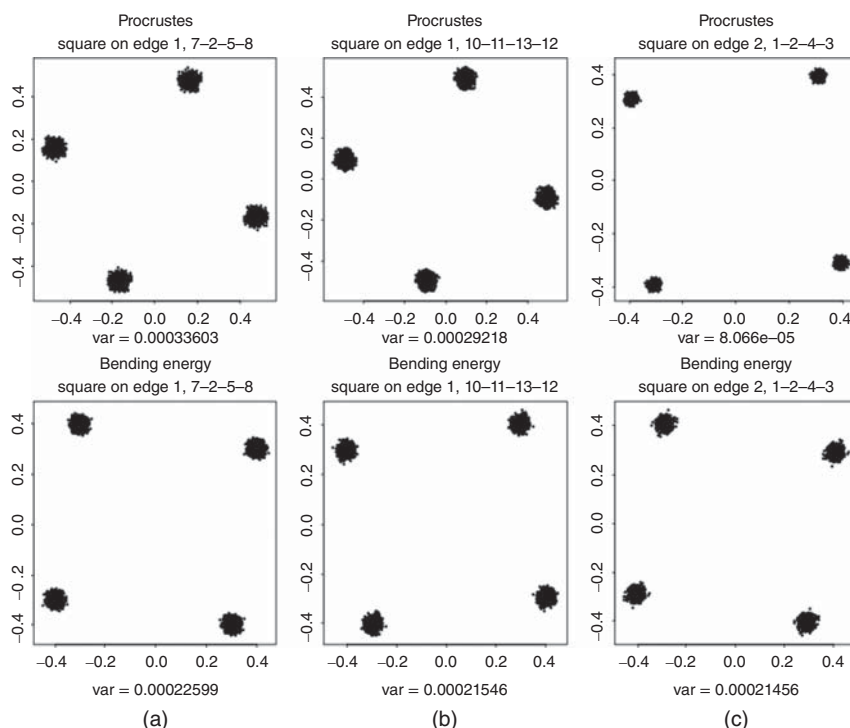 Procrustes
square on edge 1, 7–2–5–8
0.4
0.2
0.0
−0.2
−0.4
−0.4 −0.2 0.0 0.2 0.4
var = 0.00033603
Procrustes
square on edge 1, 10–11–13–12
0.4
0.2
0.0
−0.2
−0.4
−0.4 −0.2 0.0 0.2 0.4
var = 0.00029218
Procrustes
square on edge 2, 1–2–4–3
0.4
0.2
0.0
−0.2
−0.4
−0.4 −0.2 0.0 0.2 0.4
var = 8.066e–05
Bending energy
square on edge 1, 7–2–5–8
0.4
0.2
0.0
−0.2
−0.4
−0.4 −0.2 0.0 0.2 0.4
var = 0.00022599
(a)
Bending energy
square on edge 1, 10–11–13–12
0.4
0.2
0.0
−0.2
−0.4
−0.4 −0.2 0.0 0.2 0.4
var = 0.00021546
(b)
Bending energy
square on edge 2, 1–2–4–3
0.4
0.2
0.0
−0.2
−0.4
−0.4 −0.2 0.0 0.2 0.4
var = 0.00021456
(c)